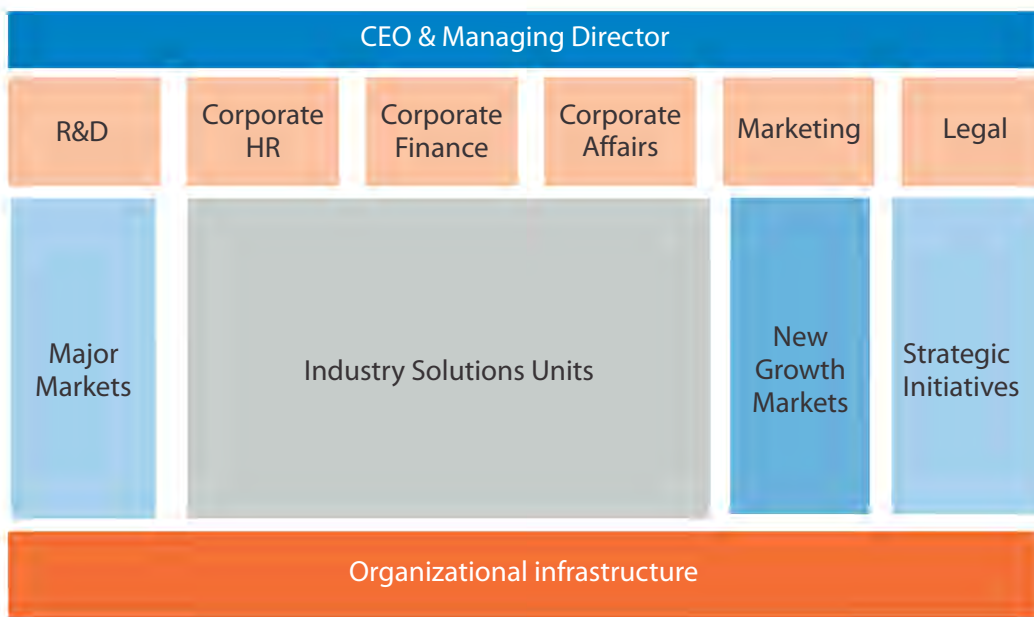 CEO & Managing Director
R&D
Corporate
HR
Corporate
Finance
Corporate
Affairs
Marketing
Legal
Major
Markets
Industry Solutions Units
New
Growth
Markets
Strategic
Initiatives
Organizational infrastructure